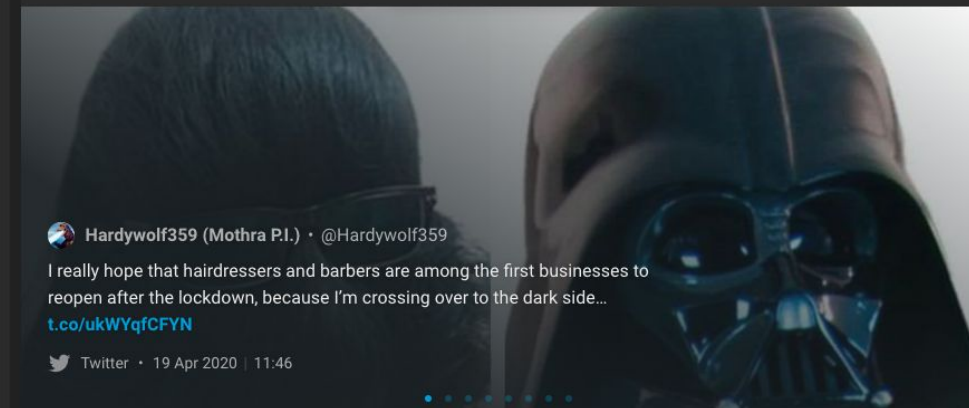 Hardywolf359 (Mothra P.I.) • @Hardywolf359
I really hope that hairdressers and barbers are among the first businesses to
reopen after the lockdown, because I’m crossing over to the dark side…
t.co/ukWYqfCFYN
Twitter • 19 Apr 2020 | 11:46